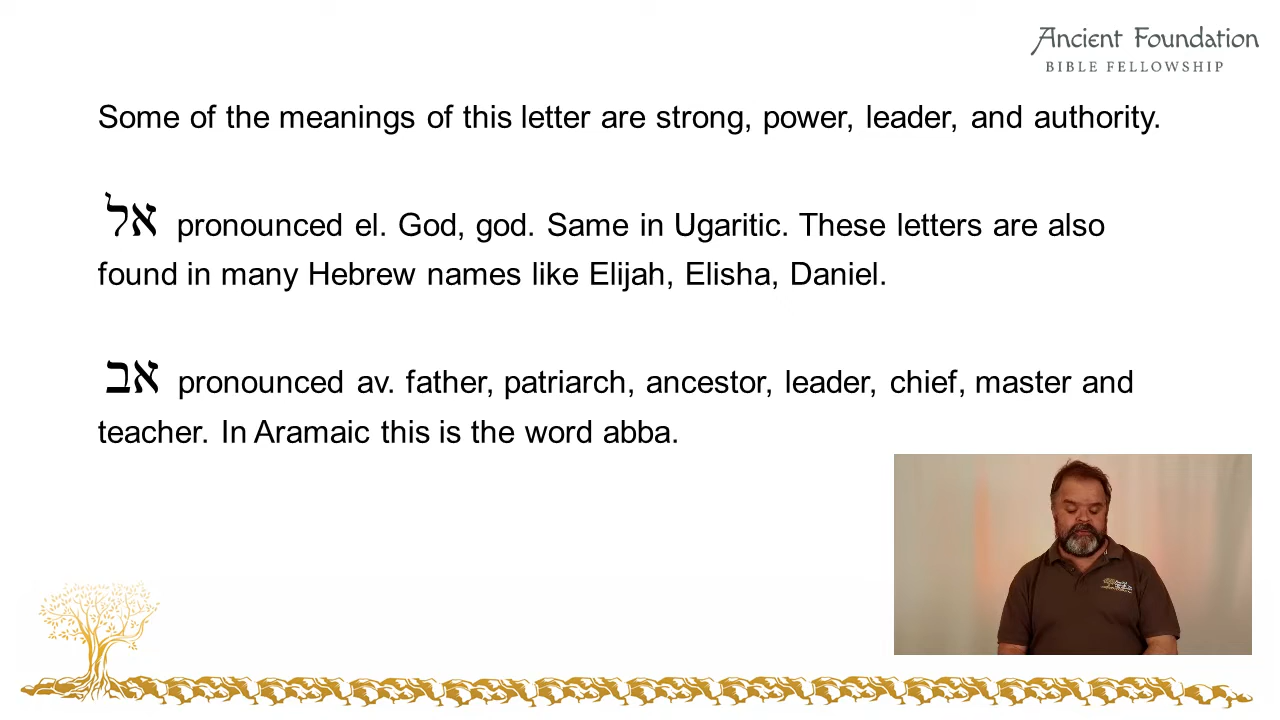 Ancient Foundation
BIBLE FELLOWSHIP
Some of the meanings of this letter are strong, power, leader, and authority.
אל pronounced el. God, god. Same in Ugaritic. These letters are also
found in many Hebrew names like Elijah, Elisha, Daniel.
אב pronounced av. father, patriarch, ancestor, leader, chief, master and
teacher. In Aramaic this is the word abba.